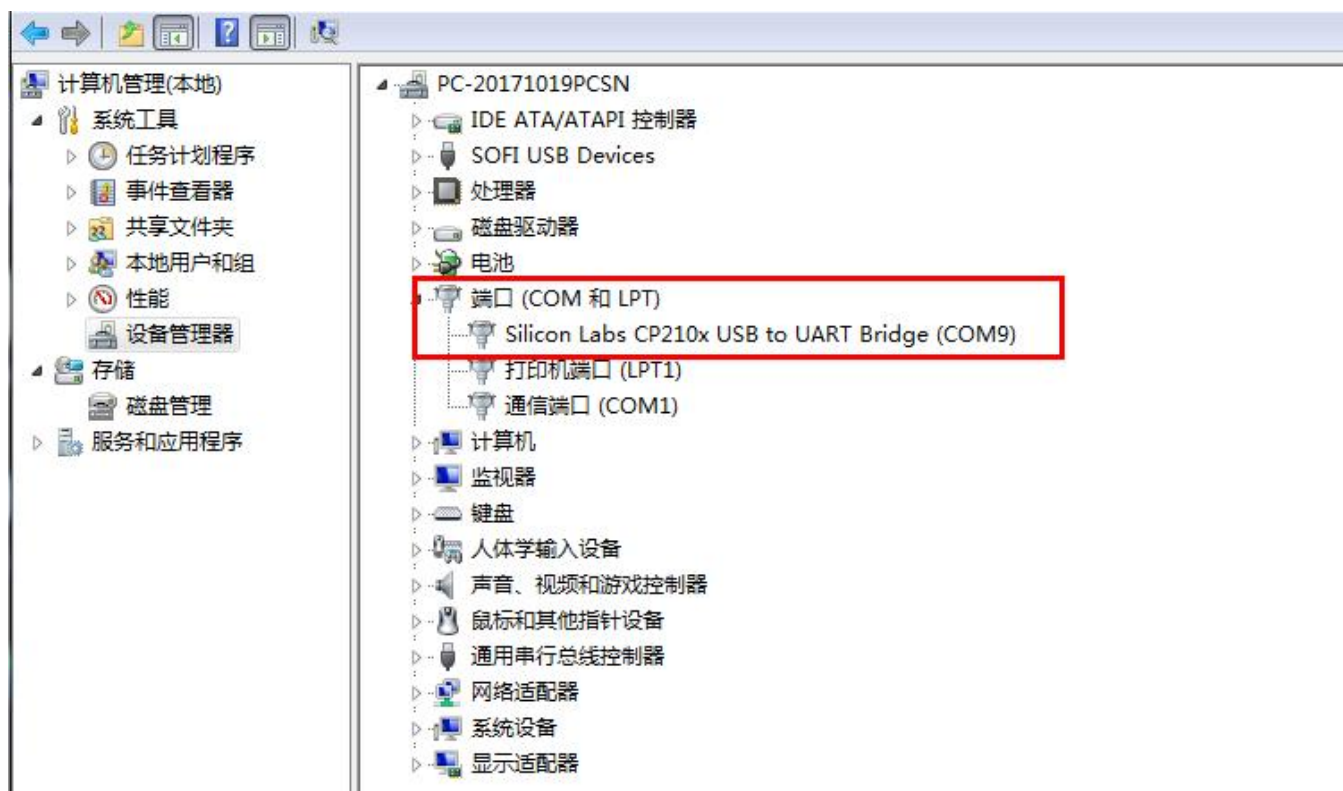 计算机管理(本地)
系统工具
任务计划程序
事件查看器
共享文件夹
本地用户和组
性能
设备管理器
存储
磁盘管理
服务和应用程序
PC-20171019PCSN
IDE ATA/ATAPI 控制器
SOFI USB Devices
处理器
磁盘驱动器
电池
端口 (COM 和 LPT)
Silicon Labs CP210x USB to UART Bridge (COM9)
打印机端口 (LPT1)
通信端口 (COM1)
计算机
监视器
键盘
人体学输入设备
声音、视频和游戏控制器
鼠标和其他指针设备
通用串行总线控制器
网络适配器
系统设备
显示适配器